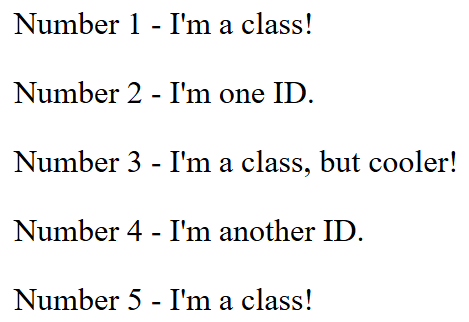 Number 1 - I'm a class!
Number 2 - I'm one ID.
Number 3 - I'm a class, but cooler!
Number 4 - I'm another ID.
Number 5 - I'm a class!